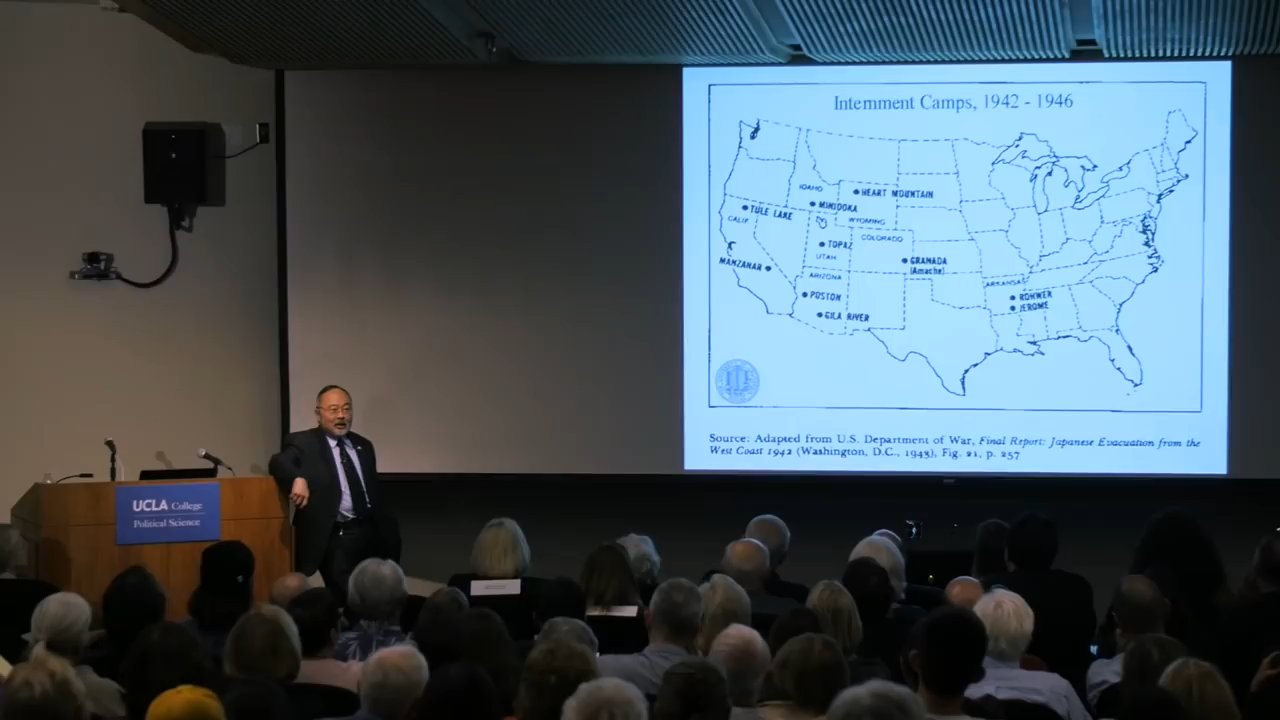 Internment Camps, 1942 - 1946
IDAHO
HEART MOUNTAIN
TULE LAKE
MINIDOKA
CALIF
WYOMING
COLORADO
TOPAZ
UTAH
GRANADA
(Amache)
MANZANAR
ARIZONA
ARKANSAS
POSTON
ROHWER
JEROME
GILA RIVER
Source: Adapted from U.S. Department of War, Final Report: Japanese Evacuation from the
West Coast 1942 (Washington, D.C., 1943), Fig. 21, p. 257
UCLA College
Political Science